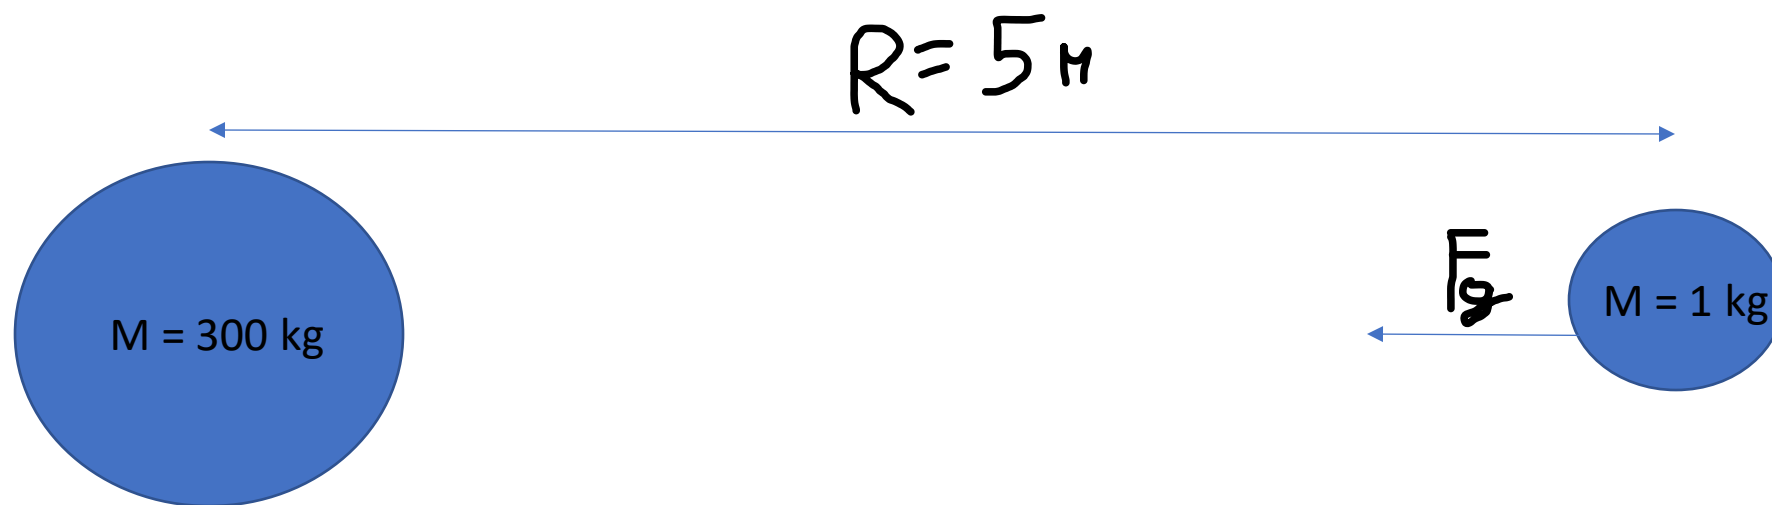 R = 5 м
Fg
M = 300 kg
M = 1 kg